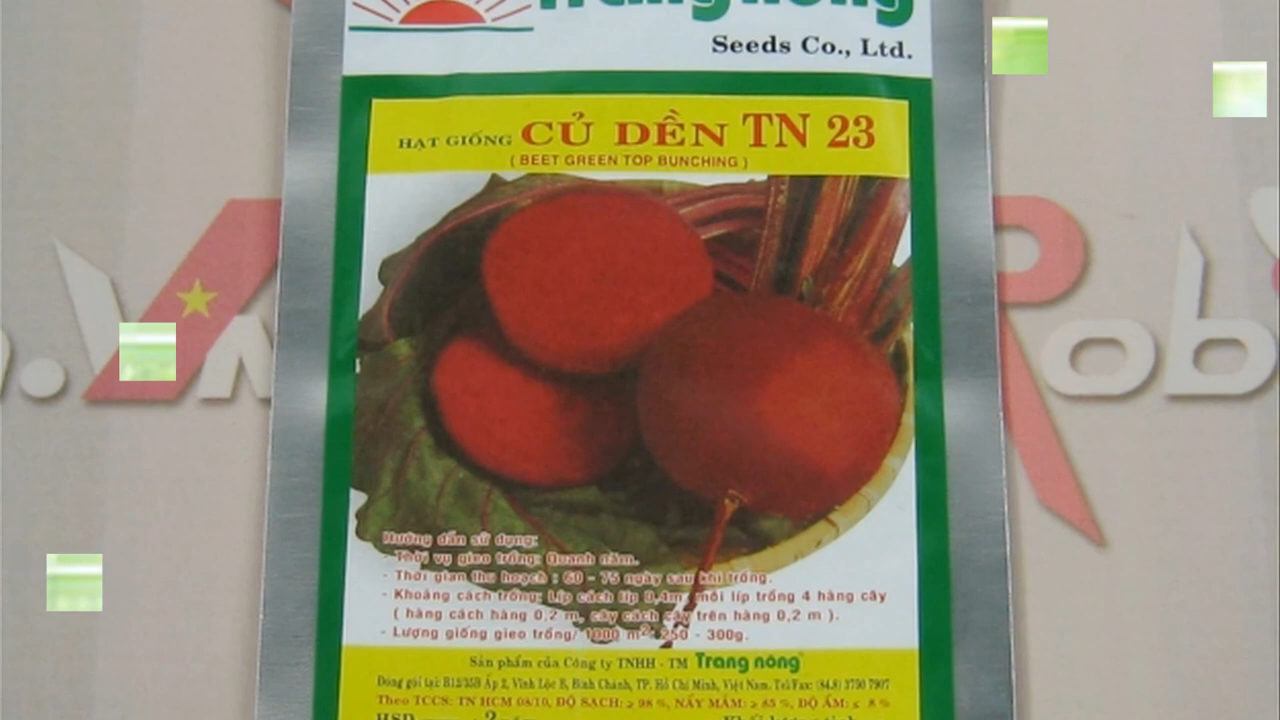 Trang nông
Seeds Co., Ltd.
HẠT GIỐNG CỦ DỀN TN 23
( BEET GREEN TOP BUNCHING )
Hướng dẫn sử dụng:
- Thời vụ gieo trồng: Quanh năm.
- Thời gian thu hoạch : 60 - 75 ngày sau khi trồng.
- Khoảng cách trồng: Líp cách líp 0,4m, mỗi líp trồng 4 hàng cây
( hàng cách hàng 0,2 m, cây cách cây trên hàng 0,2 m ).
- Lượng giống gieo trồng/ 1000 m²: 250 - 300g.
Sản phẩm của Công ty TNHH - TM Trang nông
Đóng gói tại: B12/35B Ấp 2, Vĩnh Lộc B, Bình Chánh, TP. Hồ Chí Minh, Việt Nam. Tel/Fax: (84.8) 3750 7907
Theo TCCS: TN HCM 08/10, ĐỘ SẠCH: ≥ 98 %, NẨY MẦM: ≥ 85 %, ĐỘ ẨM: ≤ 8 %